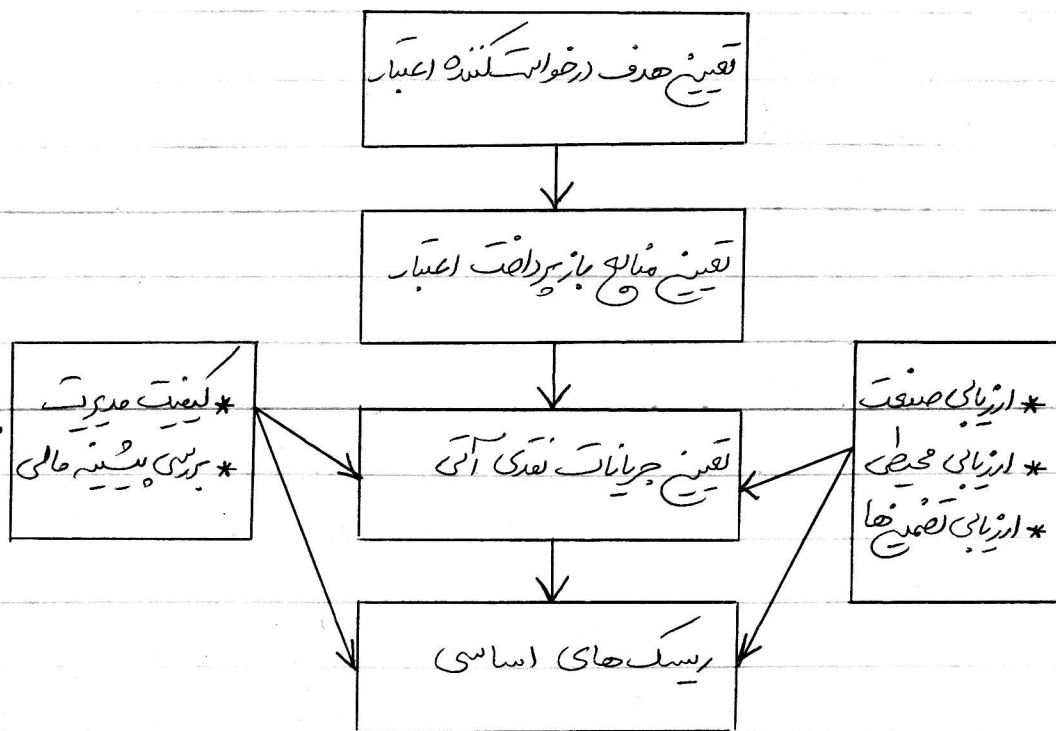 تعیین هدف درخواست‌کننده اعتبار
تعیین منابع بازپرداخت اعتبار
* ارزیابی صنعت
* ارزیابی محیطی
* ارزیابی تضمین‌ها
تعیین جریانات نقدی آتی
* کیفیت مدیریت
* بررسی پیشینه مالی
ریسک‌های اساسی